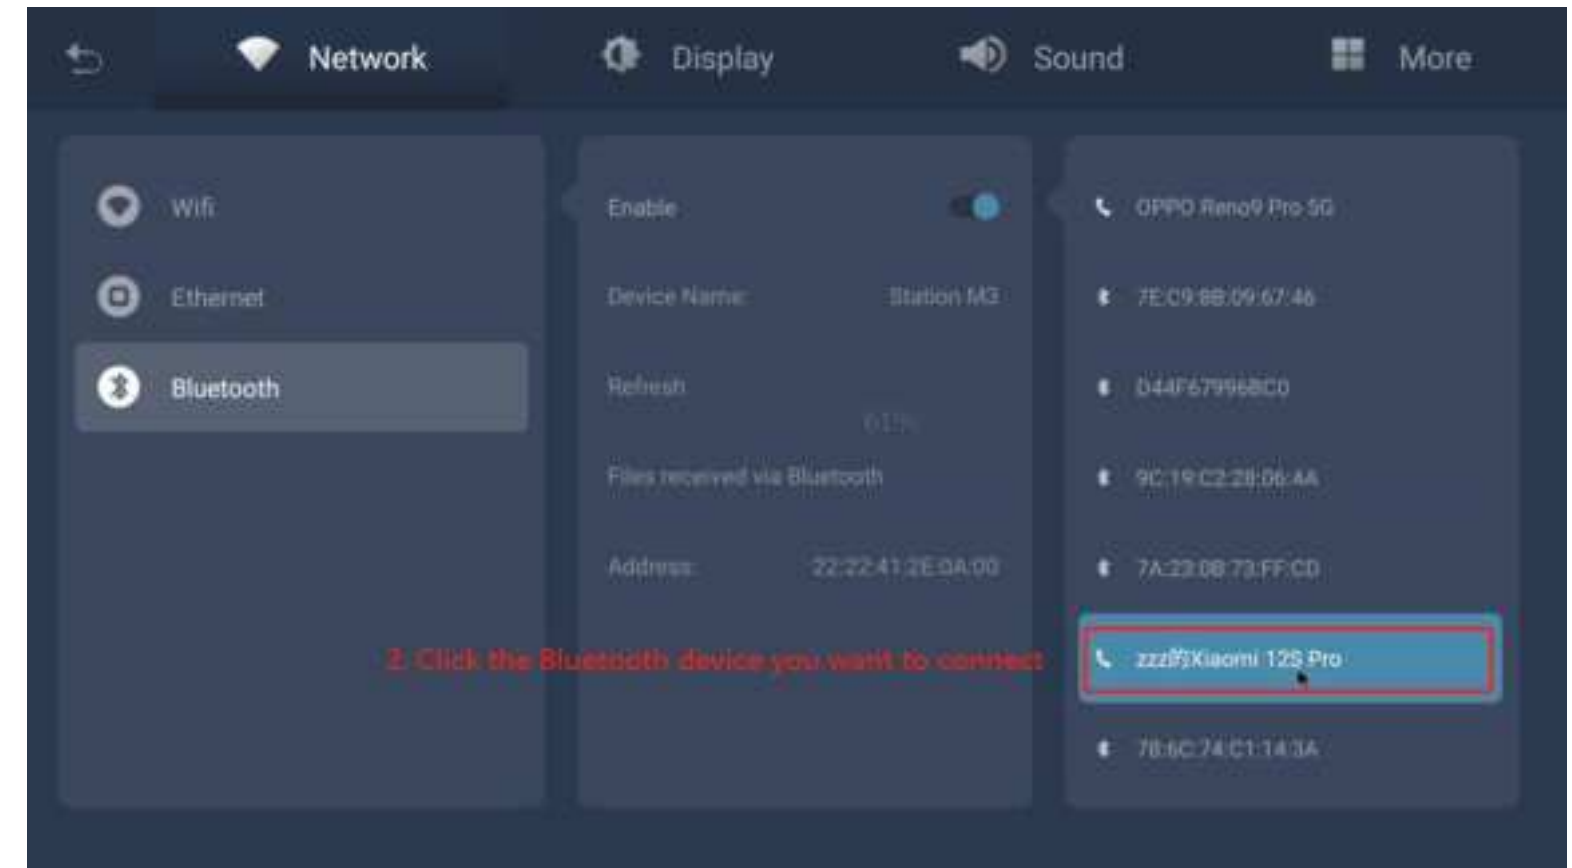 Network
Display
Sound
More
Wifi
Ethernet
Bluetooth
Enable
Device Name: Station M3
Refresh
61%
Files received via Bluetooth
Address: 22:22:41:2E:0A:00
2. Click the Bluetooth device you want to connect
OPPO Reno9 Pro 5G
7E:C9:8B:09:67:46
D44F67996BC0
9C:19:C2:28:06:4A
7A:23:0B:73:FF:CD
zzz的Xiaomi 12S Pro
78:6C:74:C1:14:3A